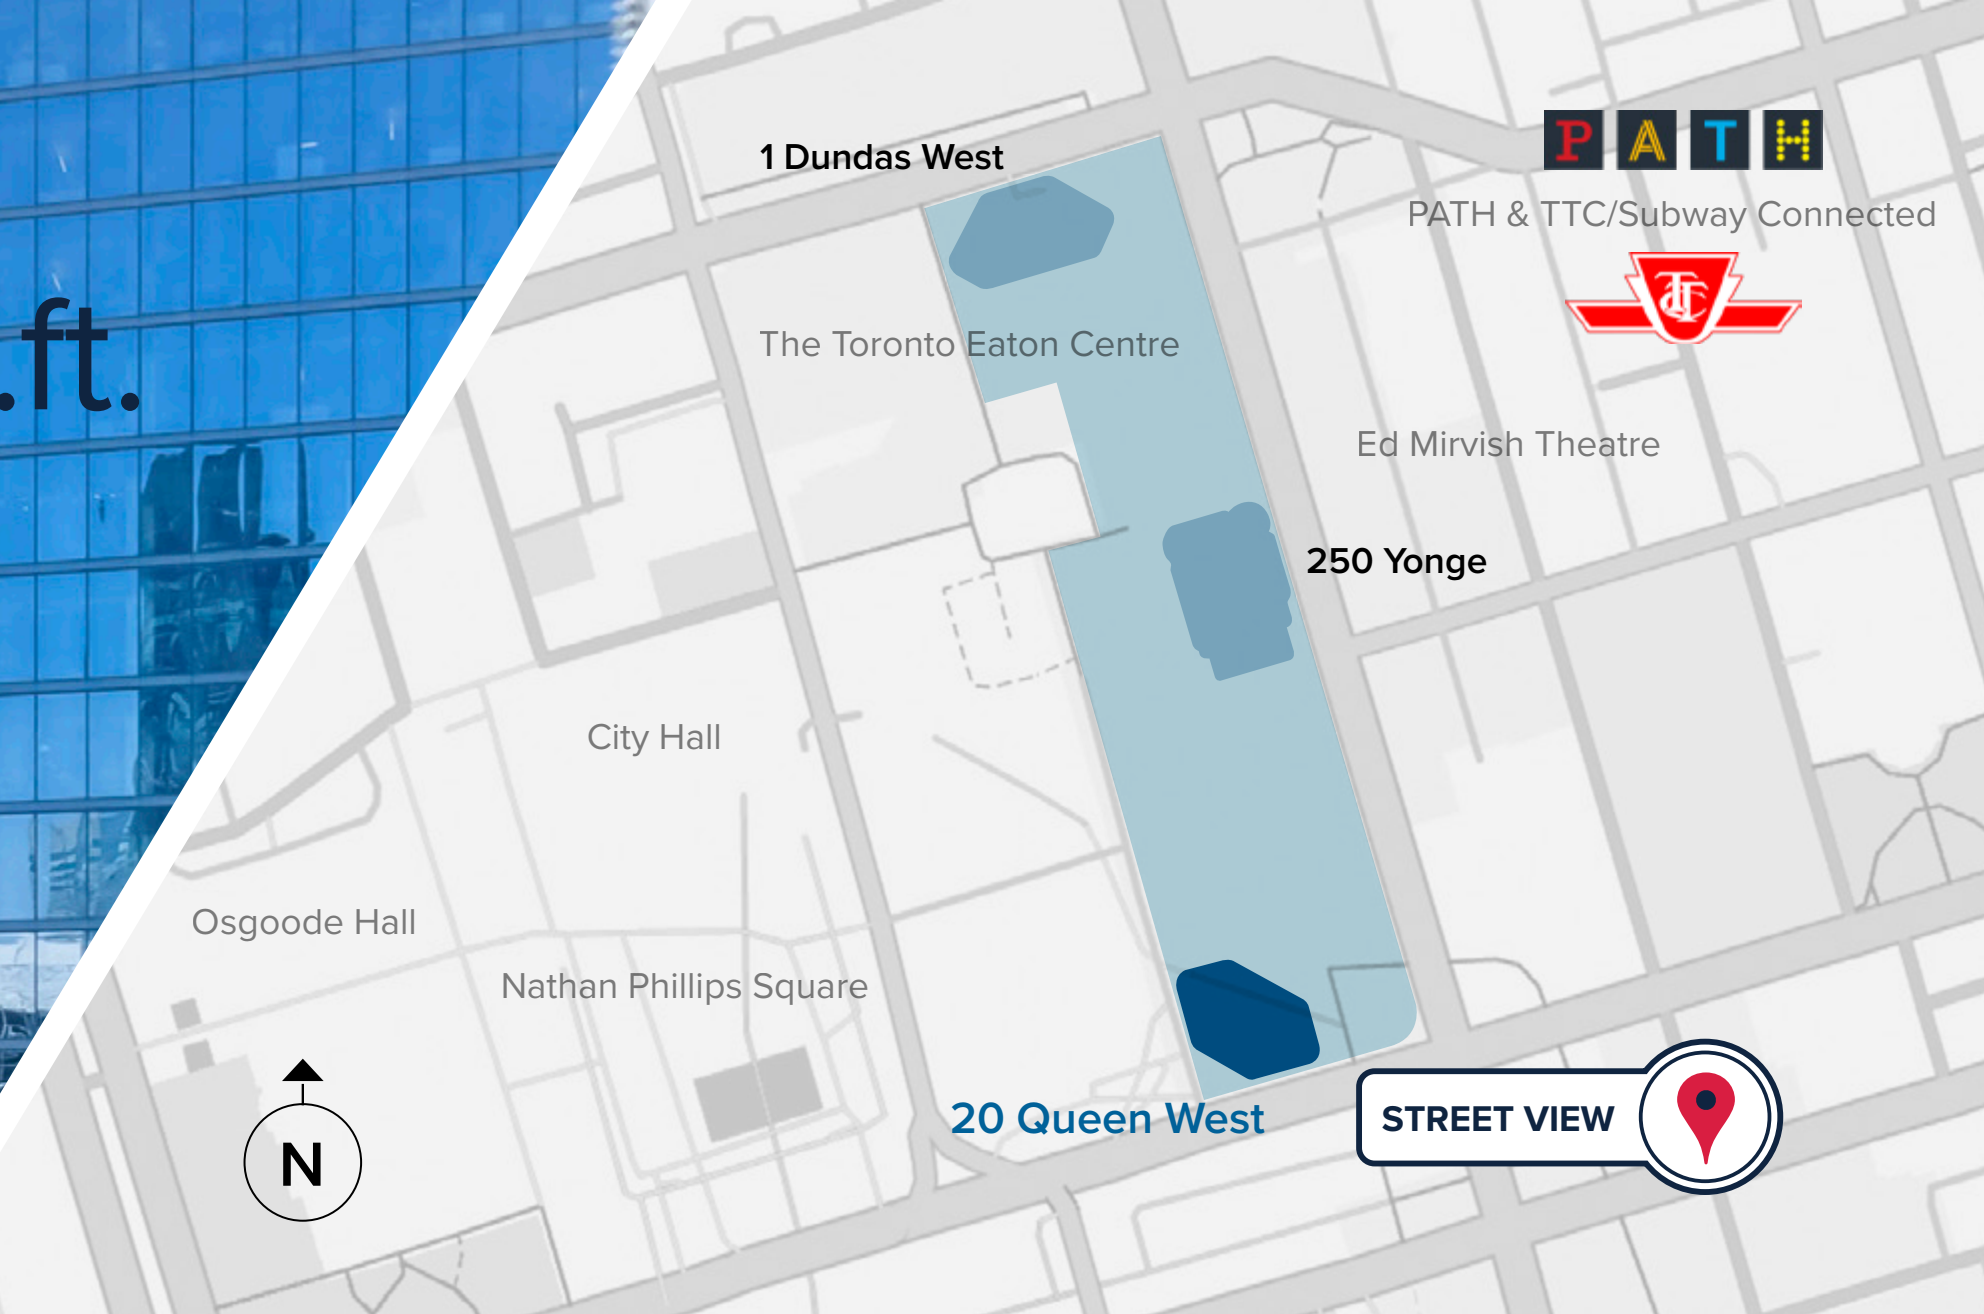 .ft.
1 Dundas West
PATH
PATH & TTC/Subway Connected
TTC
The Toronto Eaton Centre
Ed Mirvish Theatre
250 Yonge
City Hall
Osgoode Hall
Nathan Phillips Square
20 Queen West
STREET VIEW
N